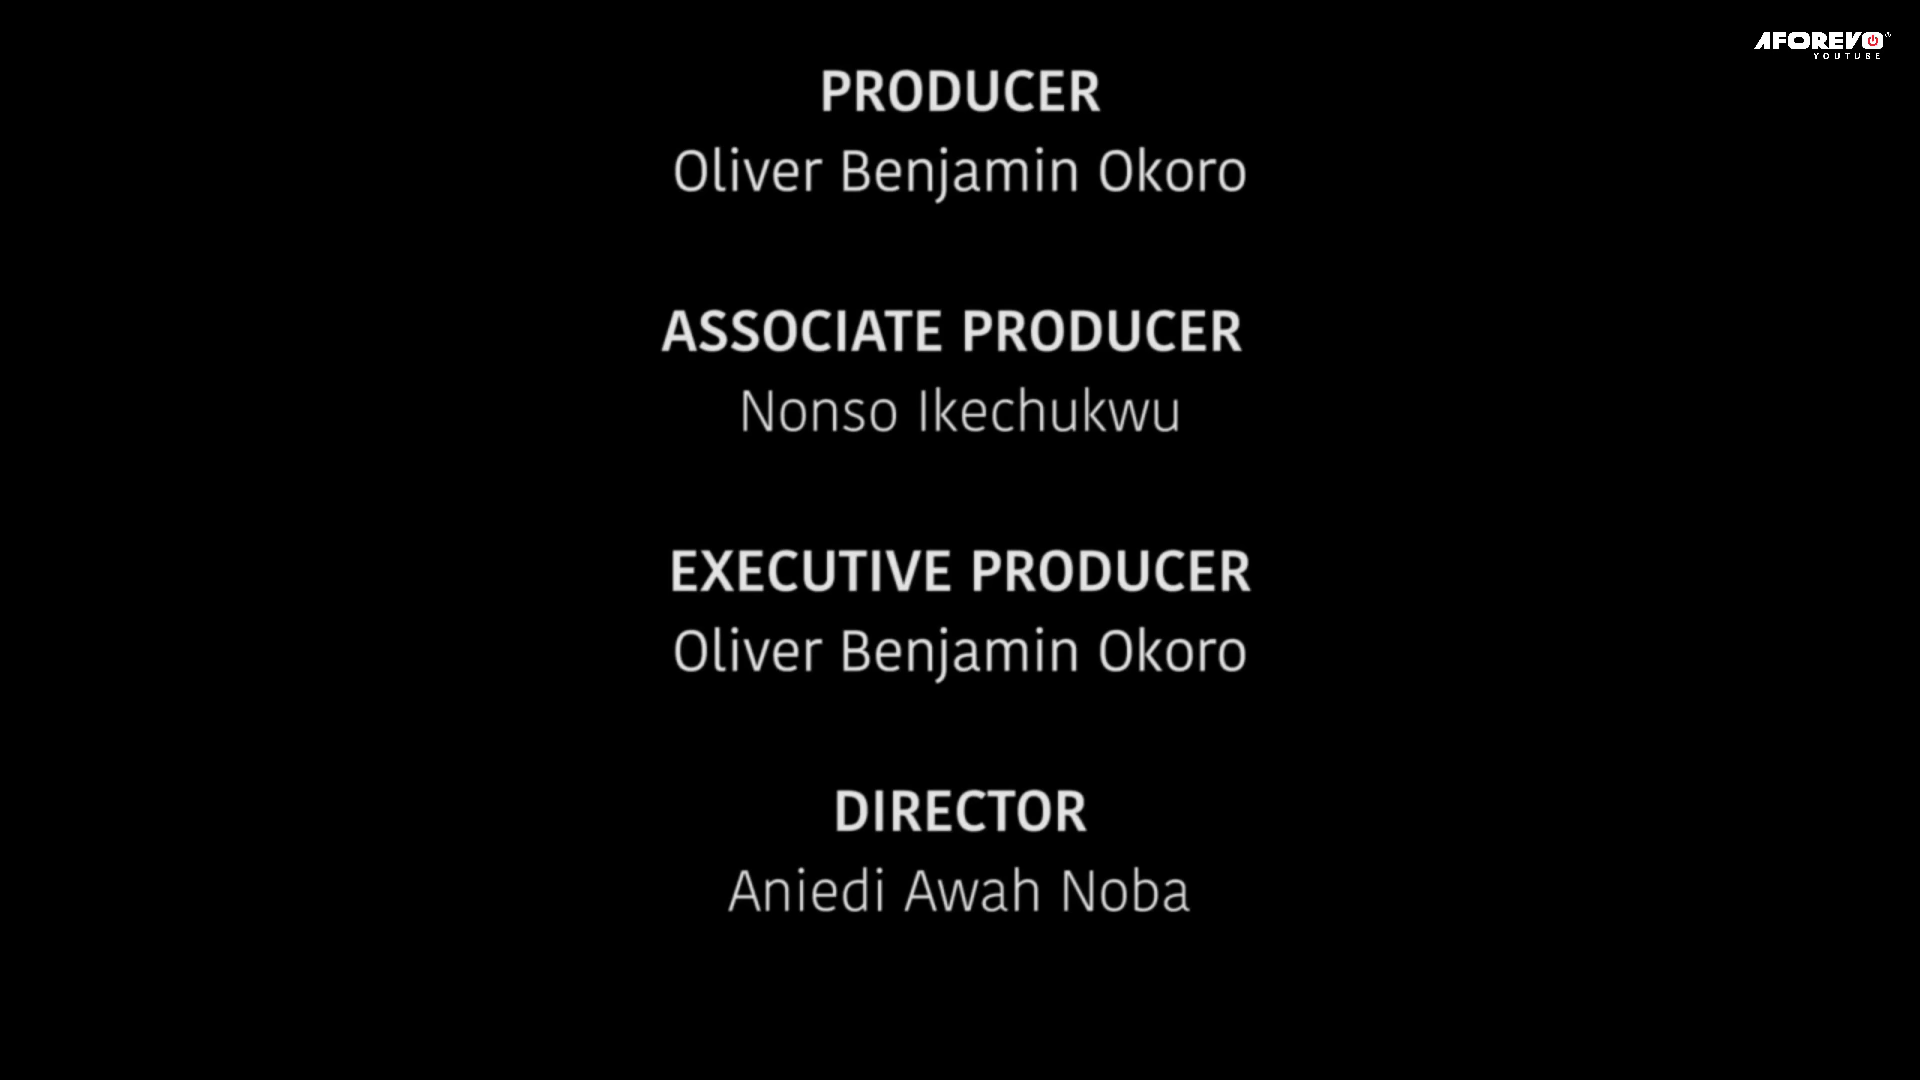 AFOREVO
YOUTUBE
PRODUCER
Oliver Benjamin Okoro
ASSOCIATE PRODUCER
Nonso Ikechukwu
EXECUTIVE PRODUCER
Oliver Benjamin Okoro
DIRECTOR
Aniedi Awah Noba